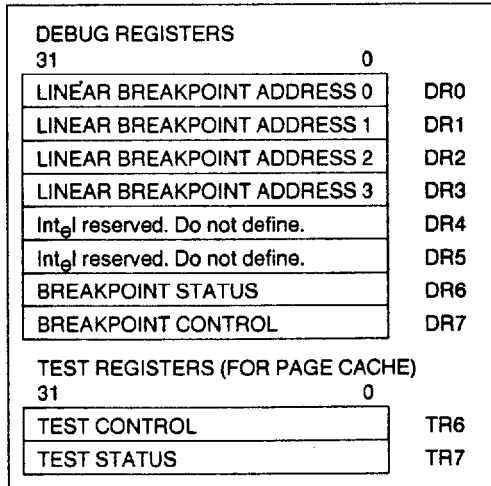 DEBUG REGISTERS
31 0
LINEAR BREAKPOINT ADDRESS 0 DR0
LINEAR BREAKPOINT ADDRESS 1 DR1
LINEAR BREAKPOINT ADDRESS 2 DR2
LINEAR BREAKPOINT ADDRESS 3 DR3
Intel reserved. Do not define. DR4
Intel reserved. Do not define. DR5
BREAKPOINT STATUS DR6
BREAKPOINT CONTROL DR7
TEST REGISTERS (FOR PAGE CACHE)
31 0
TEST CONTROL TR6
TEST STATUS TR7